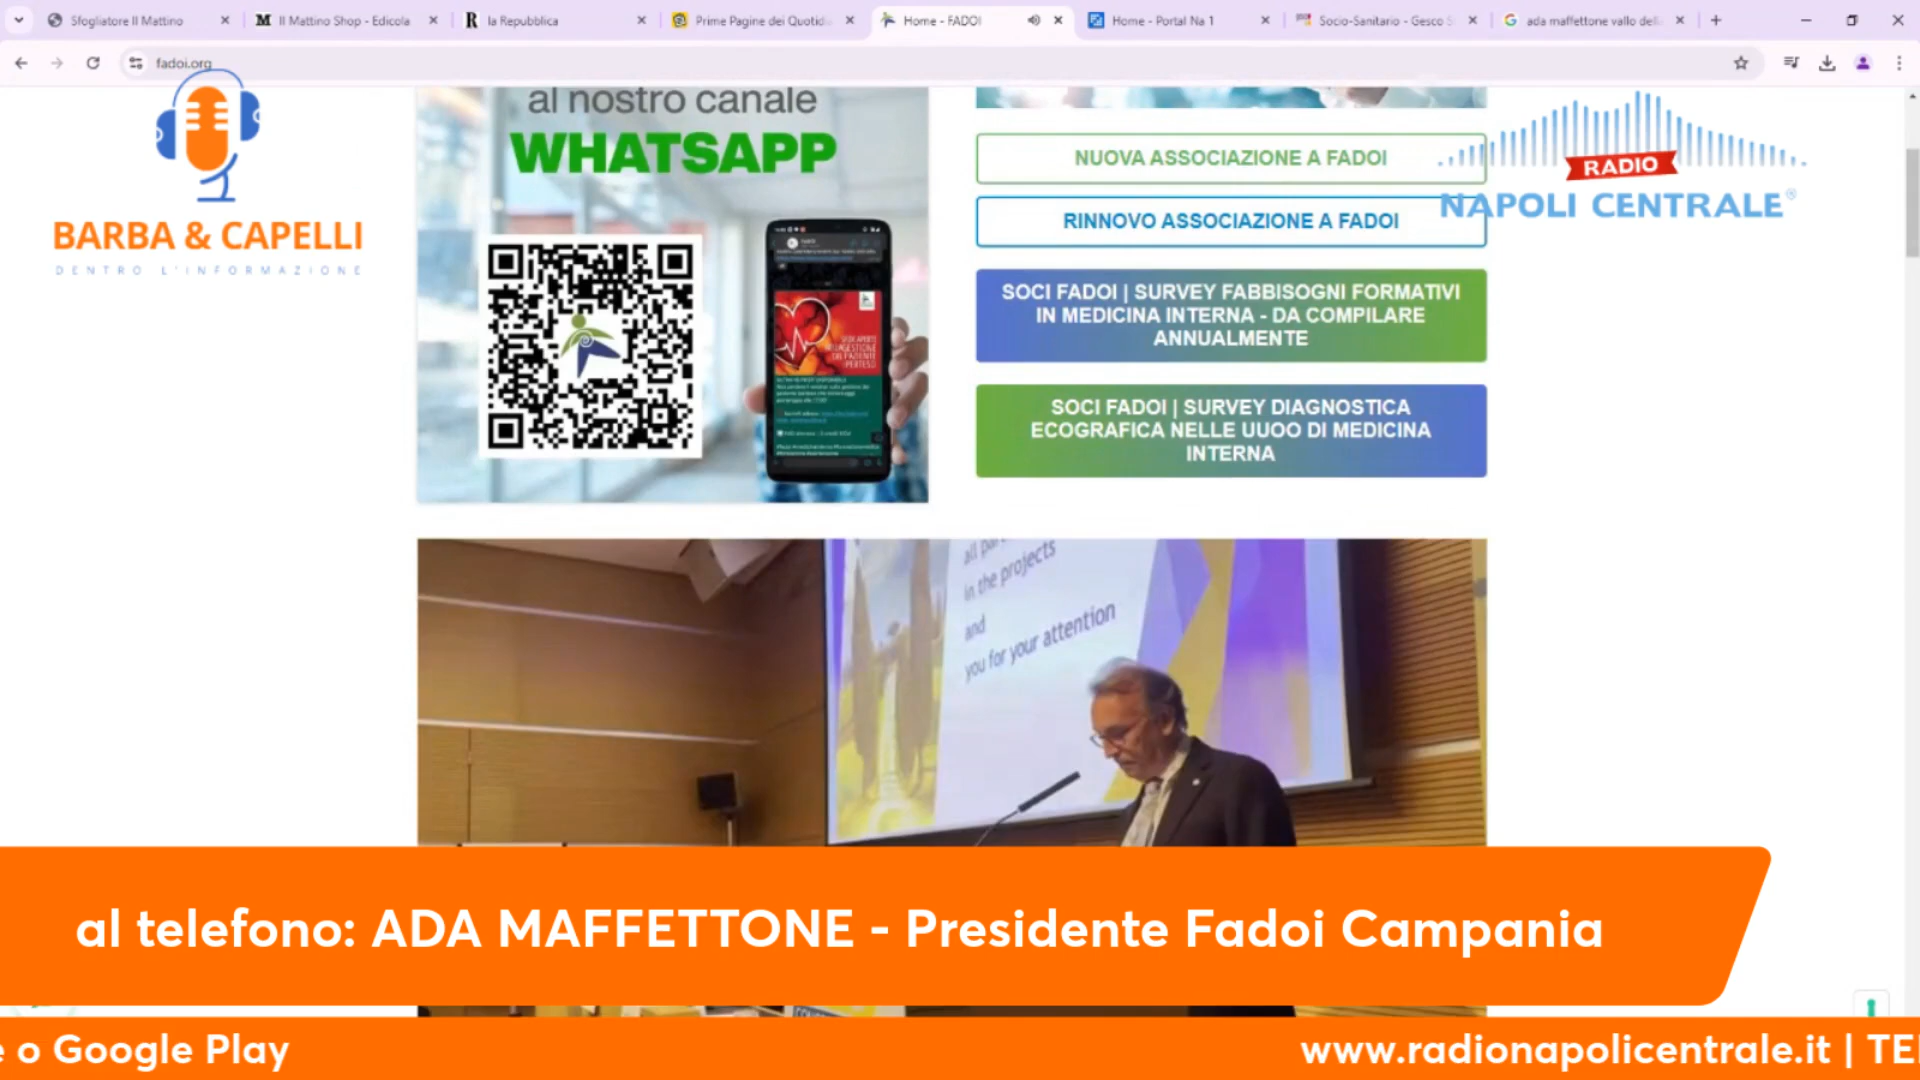 Sfogliatore Il Mattino
Il Mattino Shop - Edicola
la Repubblica
Prime Pagine dei Quotidi
Home - FADOI
Home - Portal Na 1
Socio-Sanitario - Gesco S
ada maffettone vallo dell
fadoi.org
al nostro canale
WHATSAPP
NUOVA ASSOCIAZIONE A FADOI
RINNOVO ASSOCIAZIONE A FADOI
SOCI FADOI | SURVEY FABBISOGNI FORMATIVI
IN MEDICINA INTERNA - DA COMPILARE
ANNUALMENTE
SOCI FADOI | SURVEY DIAGNOSTICA
ECOGRAFICA NELLE UUOO DI MEDICINA
INTERNA
BARBA & CAPELLI
DENTRO L'INFORMAZIONE
RADIO
NAPOLI CENTRALE®
in the projects
and
you for your attention
al telefono: ADA MAFFETTONE - Presidente Fadoi Campania
e o Google Play
www.radionapolicentrale.it | TE